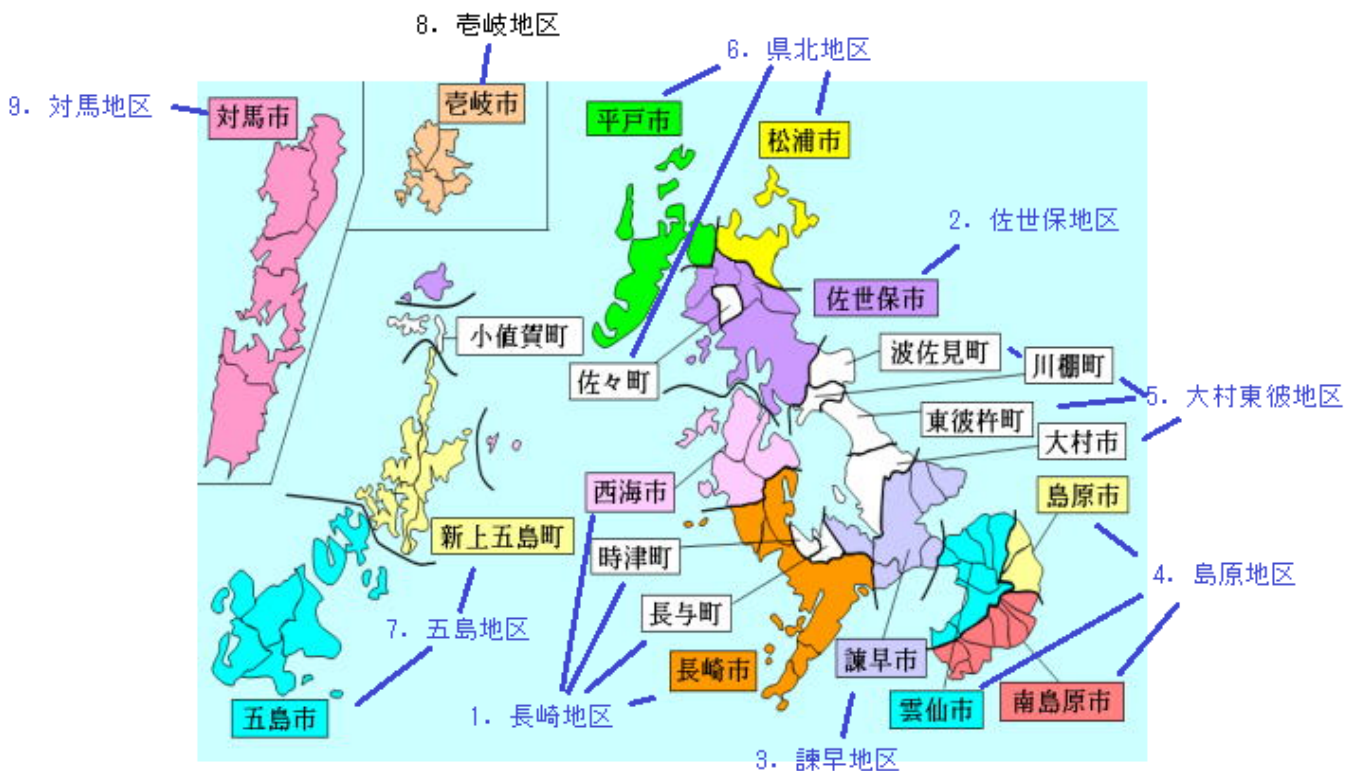 8. 壱岐地区
6. 県北地区
9. 対馬地区
対馬市
壱岐市
平戸市
松浦市
2. 佐世保地区
佐世保市
小値賀町
波佐見町
川棚町
佐々町
5. 大村東彼地区
東彼杵町
大村市
西海市
島原市
新上五島町
時津町
4. 島原地区
長与町
7. 五島地区
長崎市
諫早市
五島市
1. 長崎地区
雲仙市
南島原市
3. 諫早地区